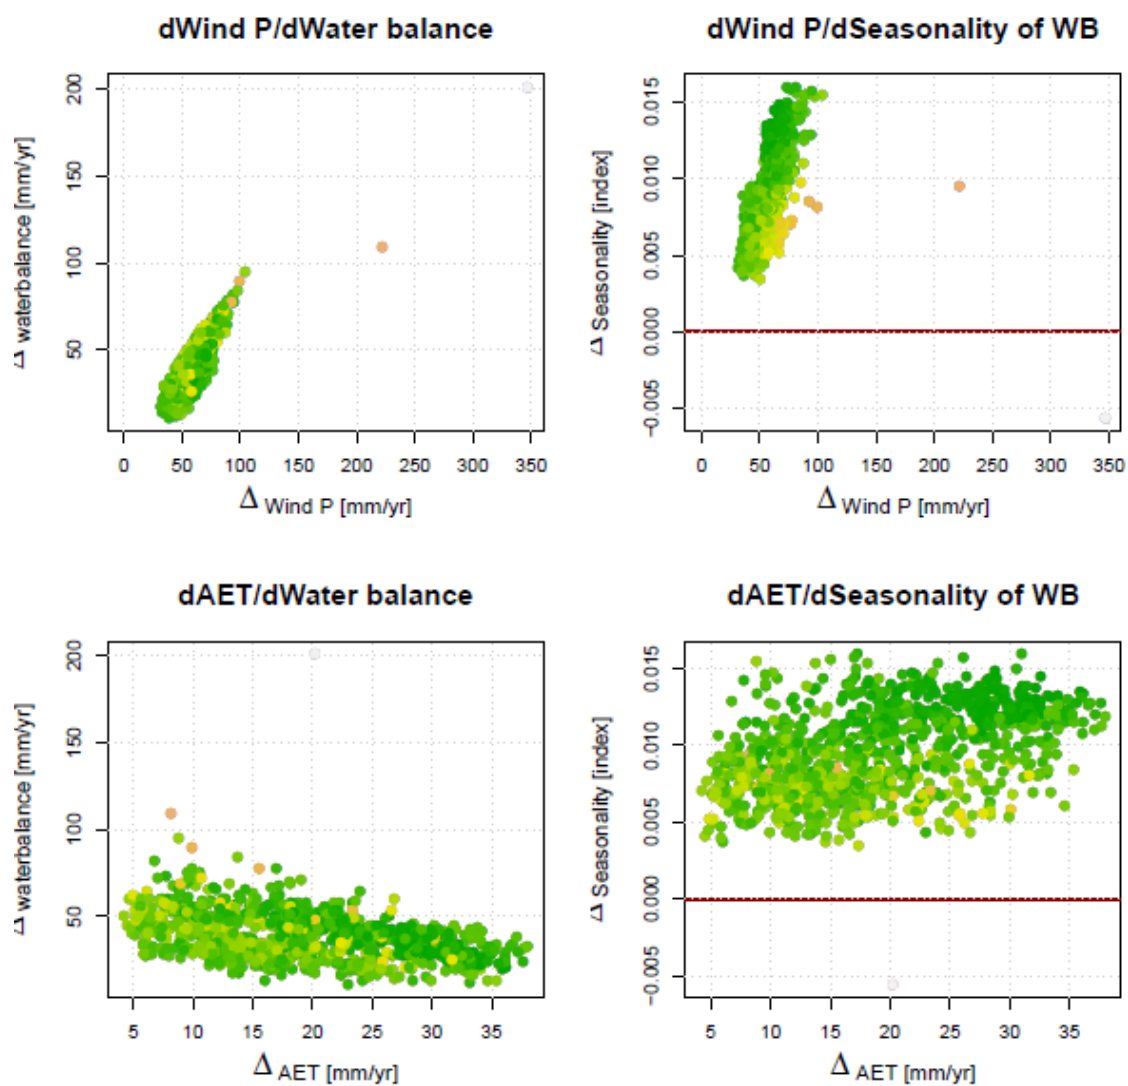 dWind P/dWater balance
dWind P/dSeasonality of WB
Δ waterbalance [mm/yr]
200
150
100
50
0 50 100 150 200 250 300 350
Δ Wind P [mm/yr]
Δ Seasonality [index]
0.015
0.010
0.005
0.000
−0.005
0 50 100 150 200 250 300 350
Δ Wind P [mm/yr]
dAET/dWater balance
dAET/dSeasonality of WB
Δ waterbalance [mm/yr]
200
150
100
50
5 10 15 20 25 30 35
Δ AET [mm/yr]
Δ Seasonality [index]
0.015
0.010
0.005
0.000
−0.005
5 10 15 20 25 30 35
Δ AET [mm/yr]